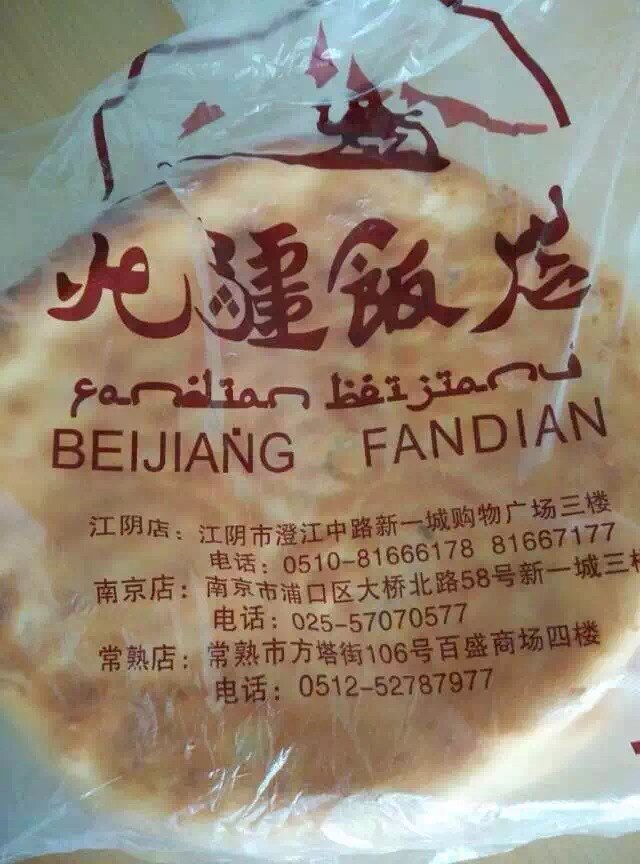 北疆饭店
fandian beijiang
BEIJIANG FANDIAN
江阴店：江阴市澄江中路新一城购物广场三楼
电话：0510-81666178 81667177
南京店：南京市浦口区大桥北路58号新一城三楼
电话：025-57070577
常熟店：常熟市方塔街106号百盛商场四楼
电话：0512-52787977